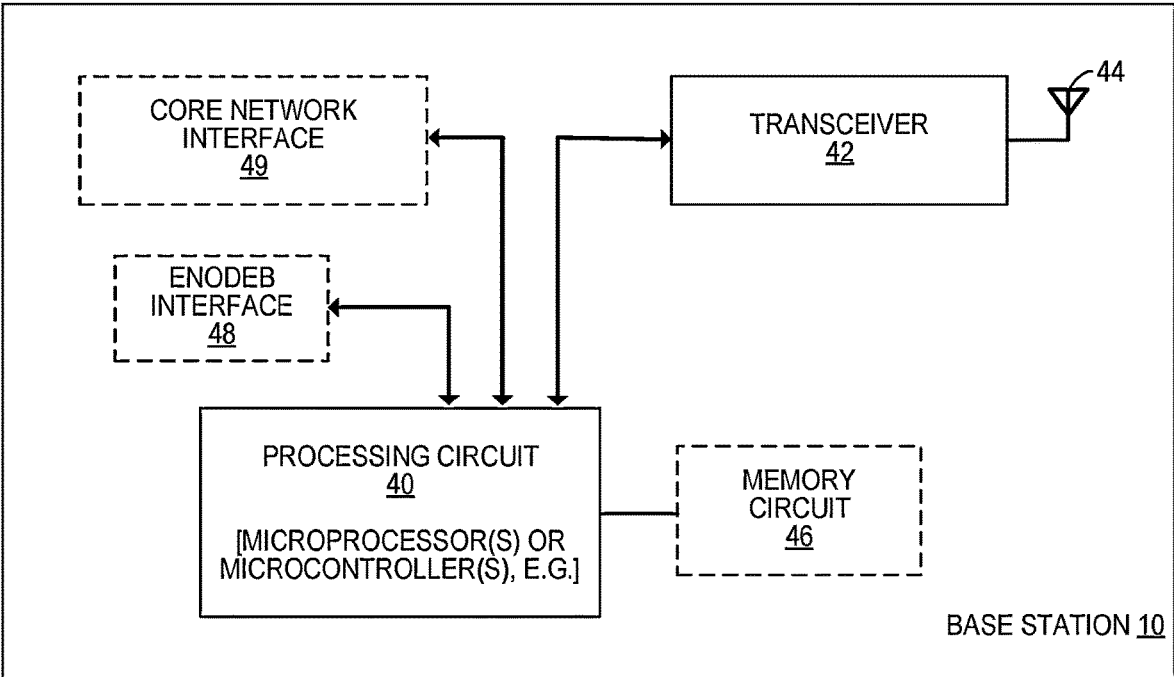 CORE NETWORK
INTERFACE
49
TRANSCEIVER
42
44
ENODEB
INTERFACE
48
PROCESSING CIRCUIT
40
[MICROPROCESSOR(S) OR
MICROCONTROLLER(S), E.G.]
MEMORY
CIRCUIT
46
BASE STATION 10